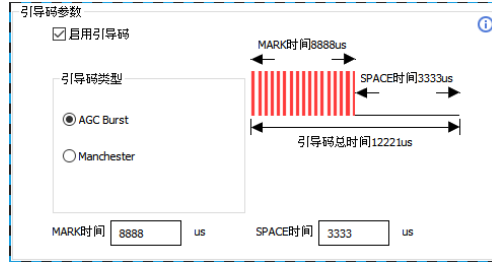 引导码参数
启用引导码
MARK时间8888us
SPACE时间3333us
引导码类型
AGC Burst
Manchester
引导码总时间12221us
MARK时间 8888 us SPACE时间 3333 us